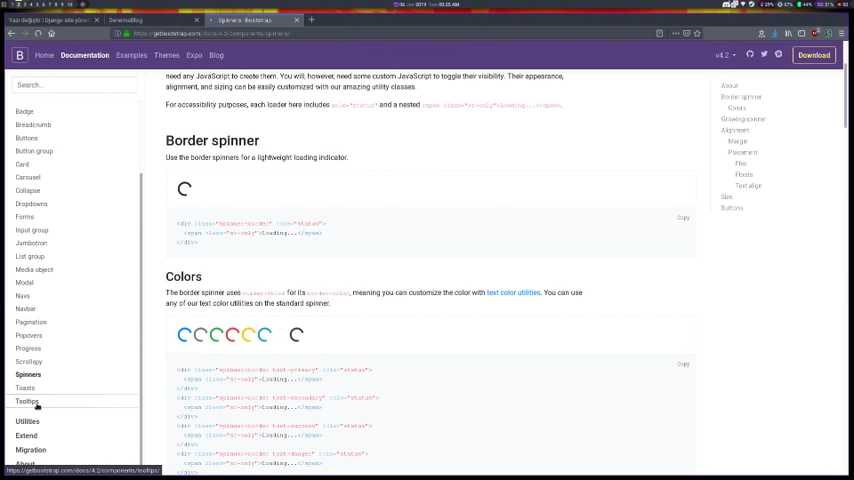 06. Jan 2019 | 00:25 AM
Yazı değiştir | Django site yönet
DenemeBlog
Spinners · Bootstrap
https://getbootstrap.com/docs/4.2/components/spinners/
B
Home
Documentation
Examples
Themes
Expo
Blog
v4.2
Download
Search...
Badge
Breadcrumb
Buttons
Button group
Card
Carousel
Collapse
Dropdowns
Forms
Input group
Jumbotron
List group
Media object
Modal
Navs
Navbar
Pagination
Popovers
Progress
Scrollspy
Spinners
Toasts
Tooltips
Utilities
Extend
Migration
About
need any JavaScript to create them. You will, however, need some custom JavaScript to toggle their visibility. Their appearance,
alignment, and sizing can be easily customized with our amazing utility classes.
For accessibility purposes, each loader here includes role="status" and a nested <span class="sr-only">Loading...</span>.
Border spinner
Use the border spinners for a lightweight loading indicator.
Copy
<div class="spinner-border" role="status">
<span class="sr-only">Loading...</span>
</div>
Colors
The border spinner uses currentColor for its border-color, meaning you can customize the color with text color utilities. You can use
any of our text color utilities on the standard spinner.
Copy
<div class="spinner-border text-primary" role="status">
<span class="sr-only">Loading...</span>
</div>
<div class="spinner-border text-secondary" role="status">
<span class="sr-only">Loading...</span>
</div>
<div class="spinner-border text-success" role="status">
<span class="sr-only">Loading...</span>
</div>
<div class="spinner-border text-danger" role="status">
<span class="sr-only">Loading...</span>
About
Border spinner
Colors
Growing spinner
Alignment
Margin
Placement
Flex
Floats
Text align
Size
Buttons
https://getbootstrap.com/docs/4.2/components/tooltips/